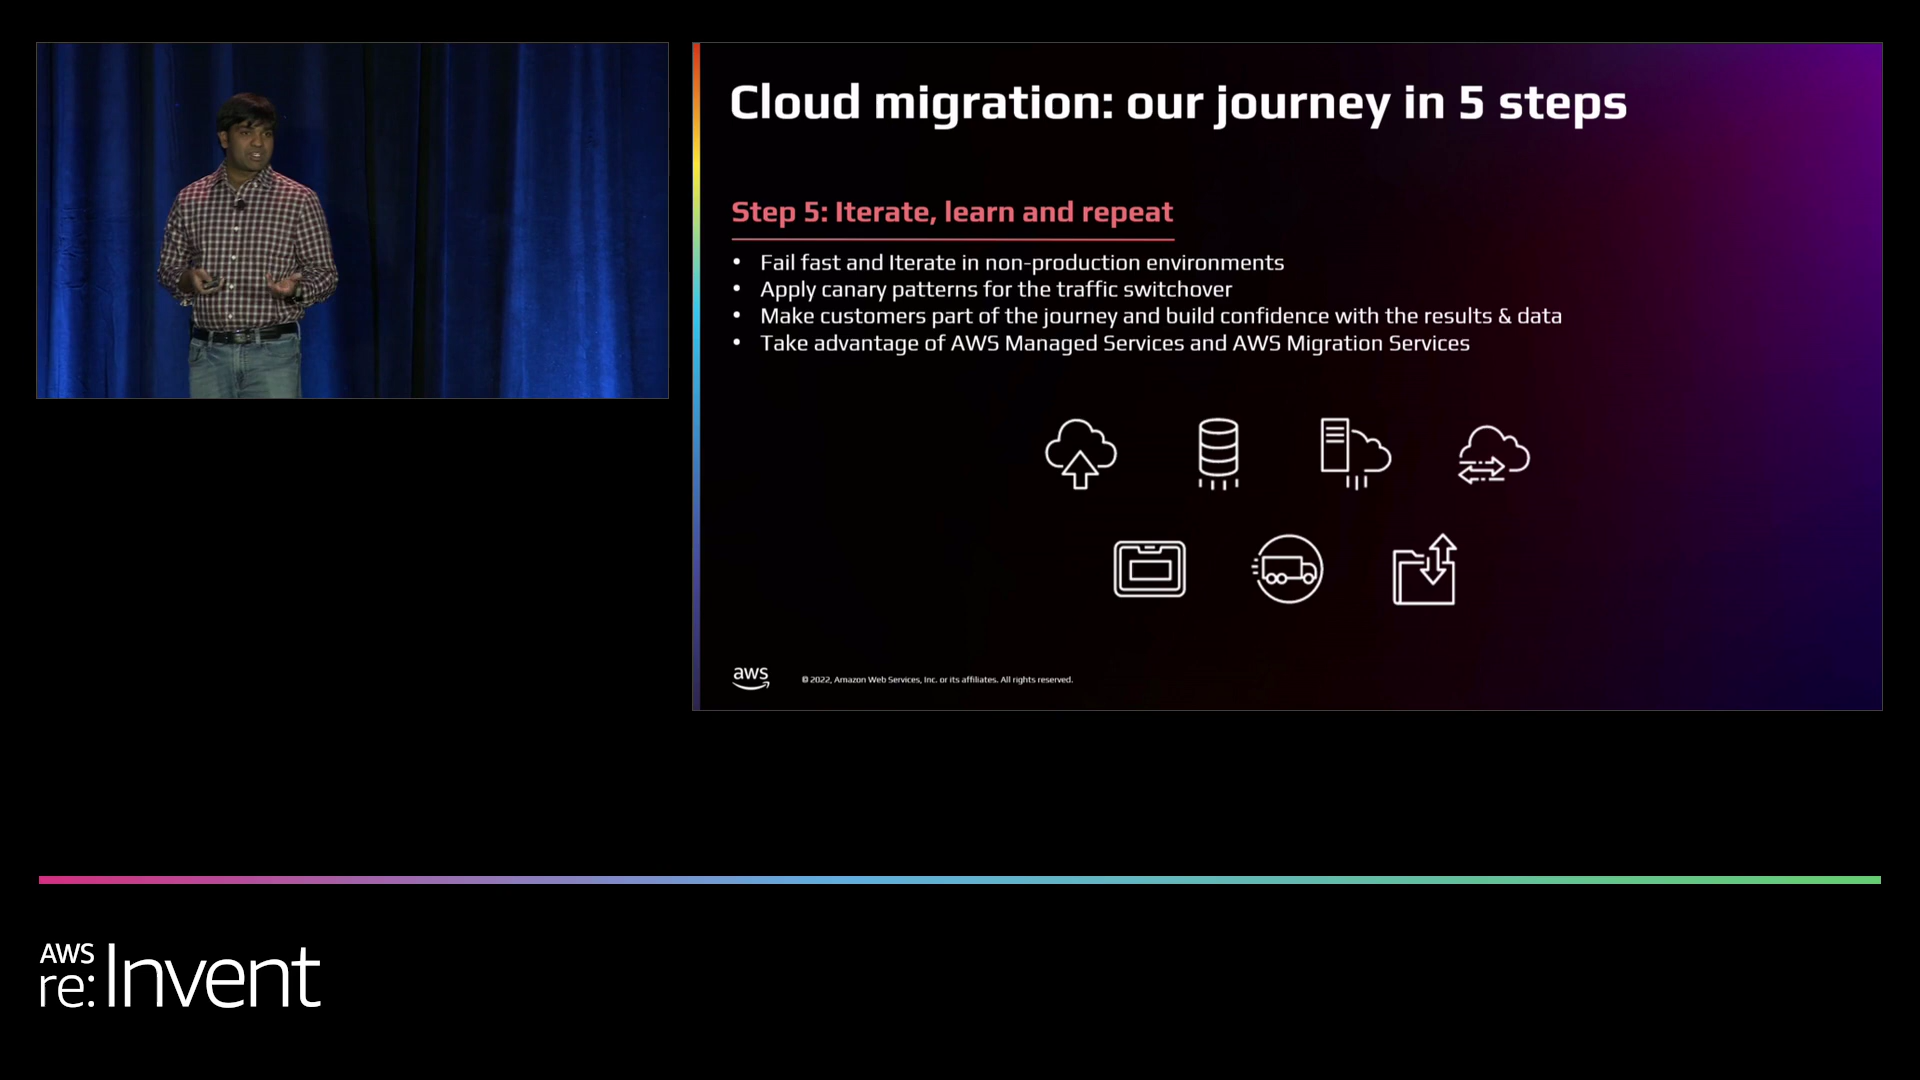 Cloud migration: our journey in 5 steps
Step 5: Iterate, learn and repeat
• Fail fast and Iterate in non-production environments
• Apply canary patterns for the traffic switchover
• Make customers part of the journey and build confidence with the results & data
• Take advantage of AWS Managed Services and AWS Migration Services
aws
© 2022, Amazon Web Services, Inc. or its affiliates. All rights reserved.
AWS
re:Invent